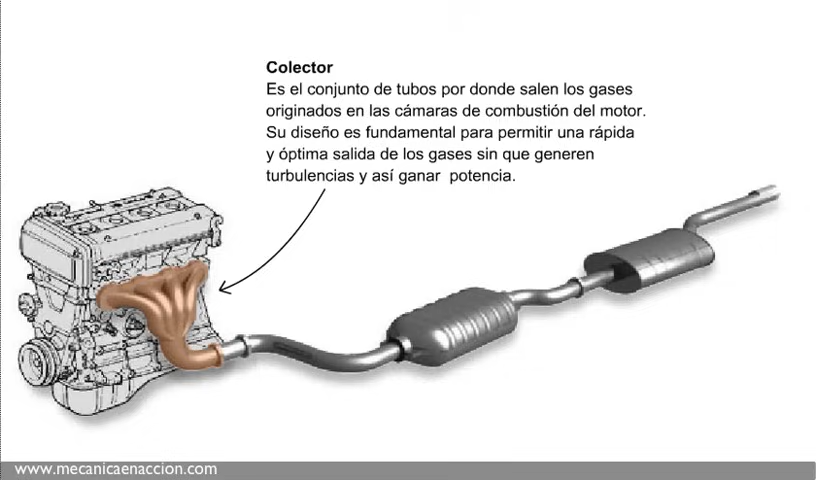 Colector
Es el conjunto de tubos por donde salen los gases
originados en las cámaras de combustión del motor.
Su diseño es fundamental para permitir una rápida
y óptima salida de los gases sin que generen
turbulencias y así ganar  potencia.
www.mecanicaenaccion.com